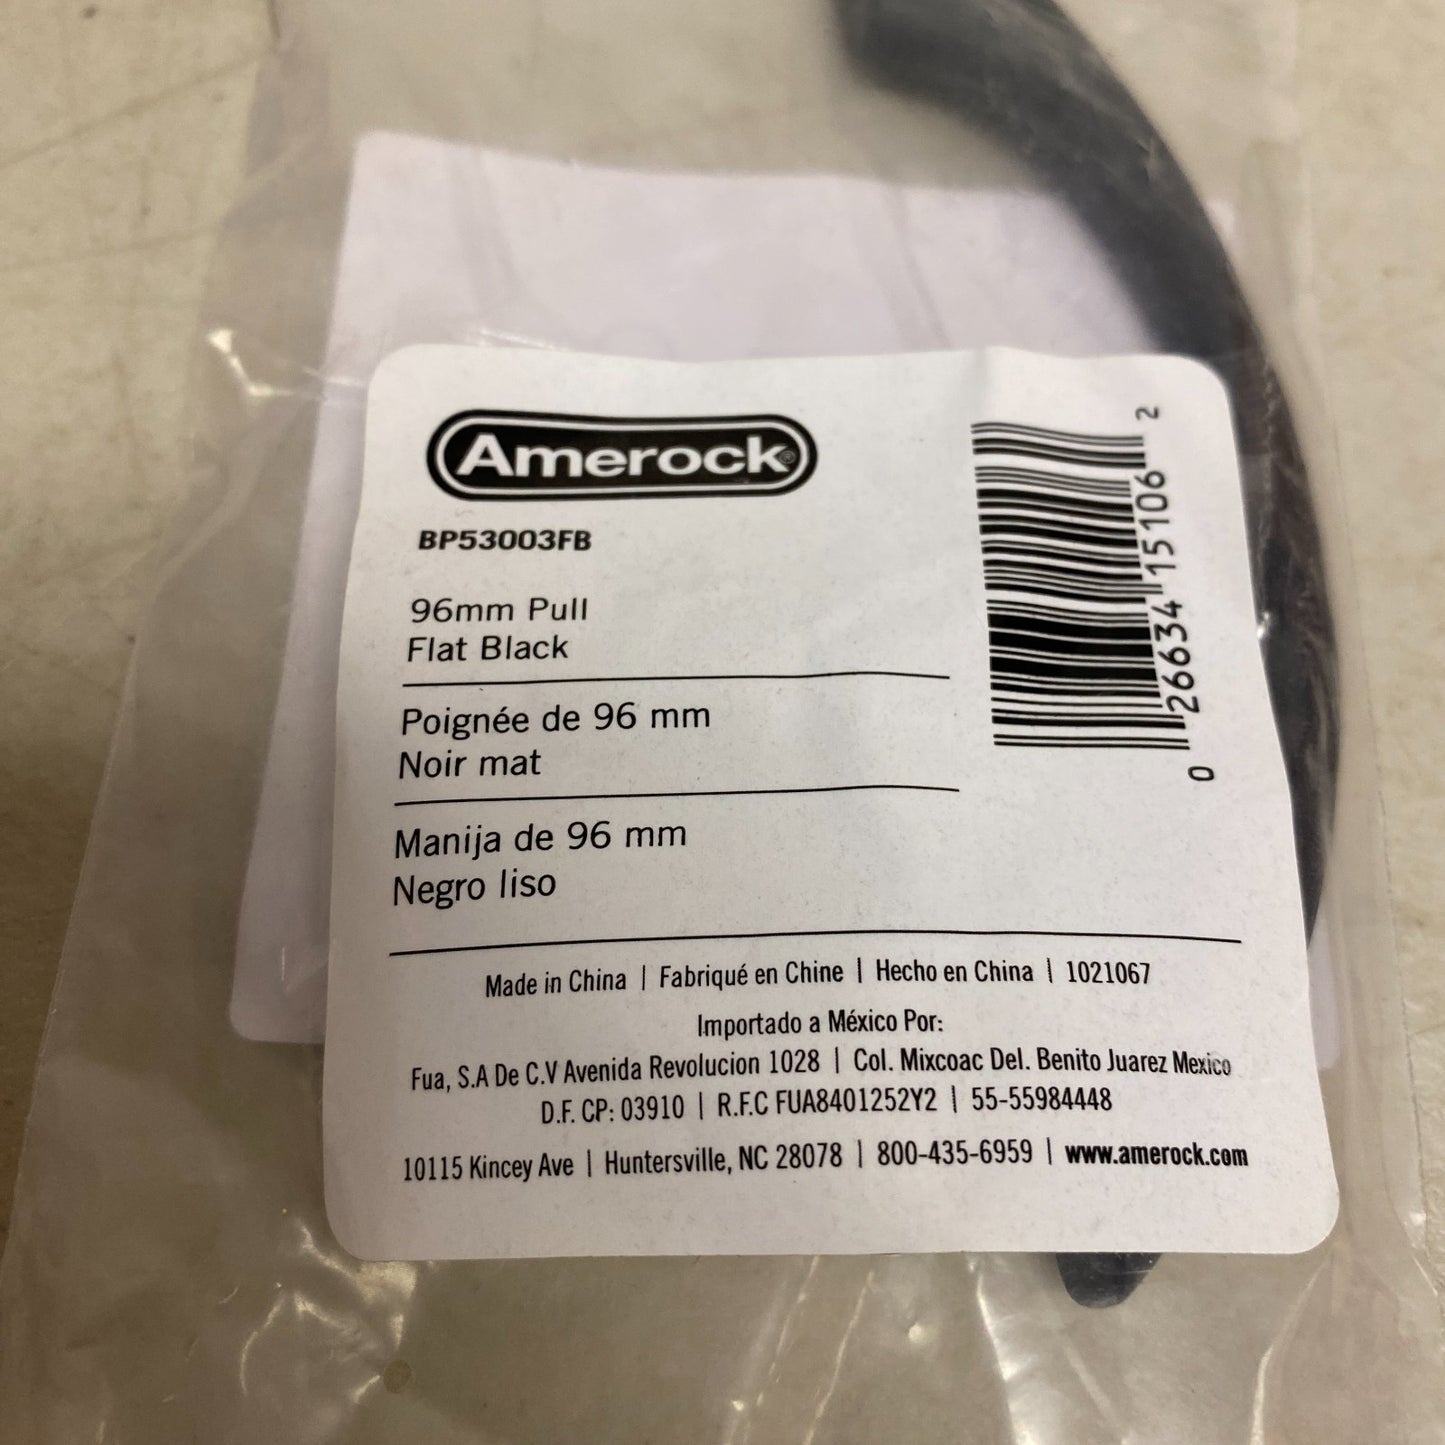 Amerock®
BP53003FB
96mm Pull
Flat Black
Poignée de 96 mm
Noir mat
Manija de 96 mm
Negro liso
0 26634 15106 2
Made in China | Fabriqué en Chine | Hecho en China | 1021067
Importado a México Por:
Fua, S.A De C.V Avenida Revolucion 1028 | Col. Mixcoac Del. Benito Juarez Mexico
D.F. CP: 03910 | R.F.C FUA8401252Y2 | 55-55984448
10115 Kincey Ave | Huntersville, NC 28078 | 800-435-6959 | www.amerock.com